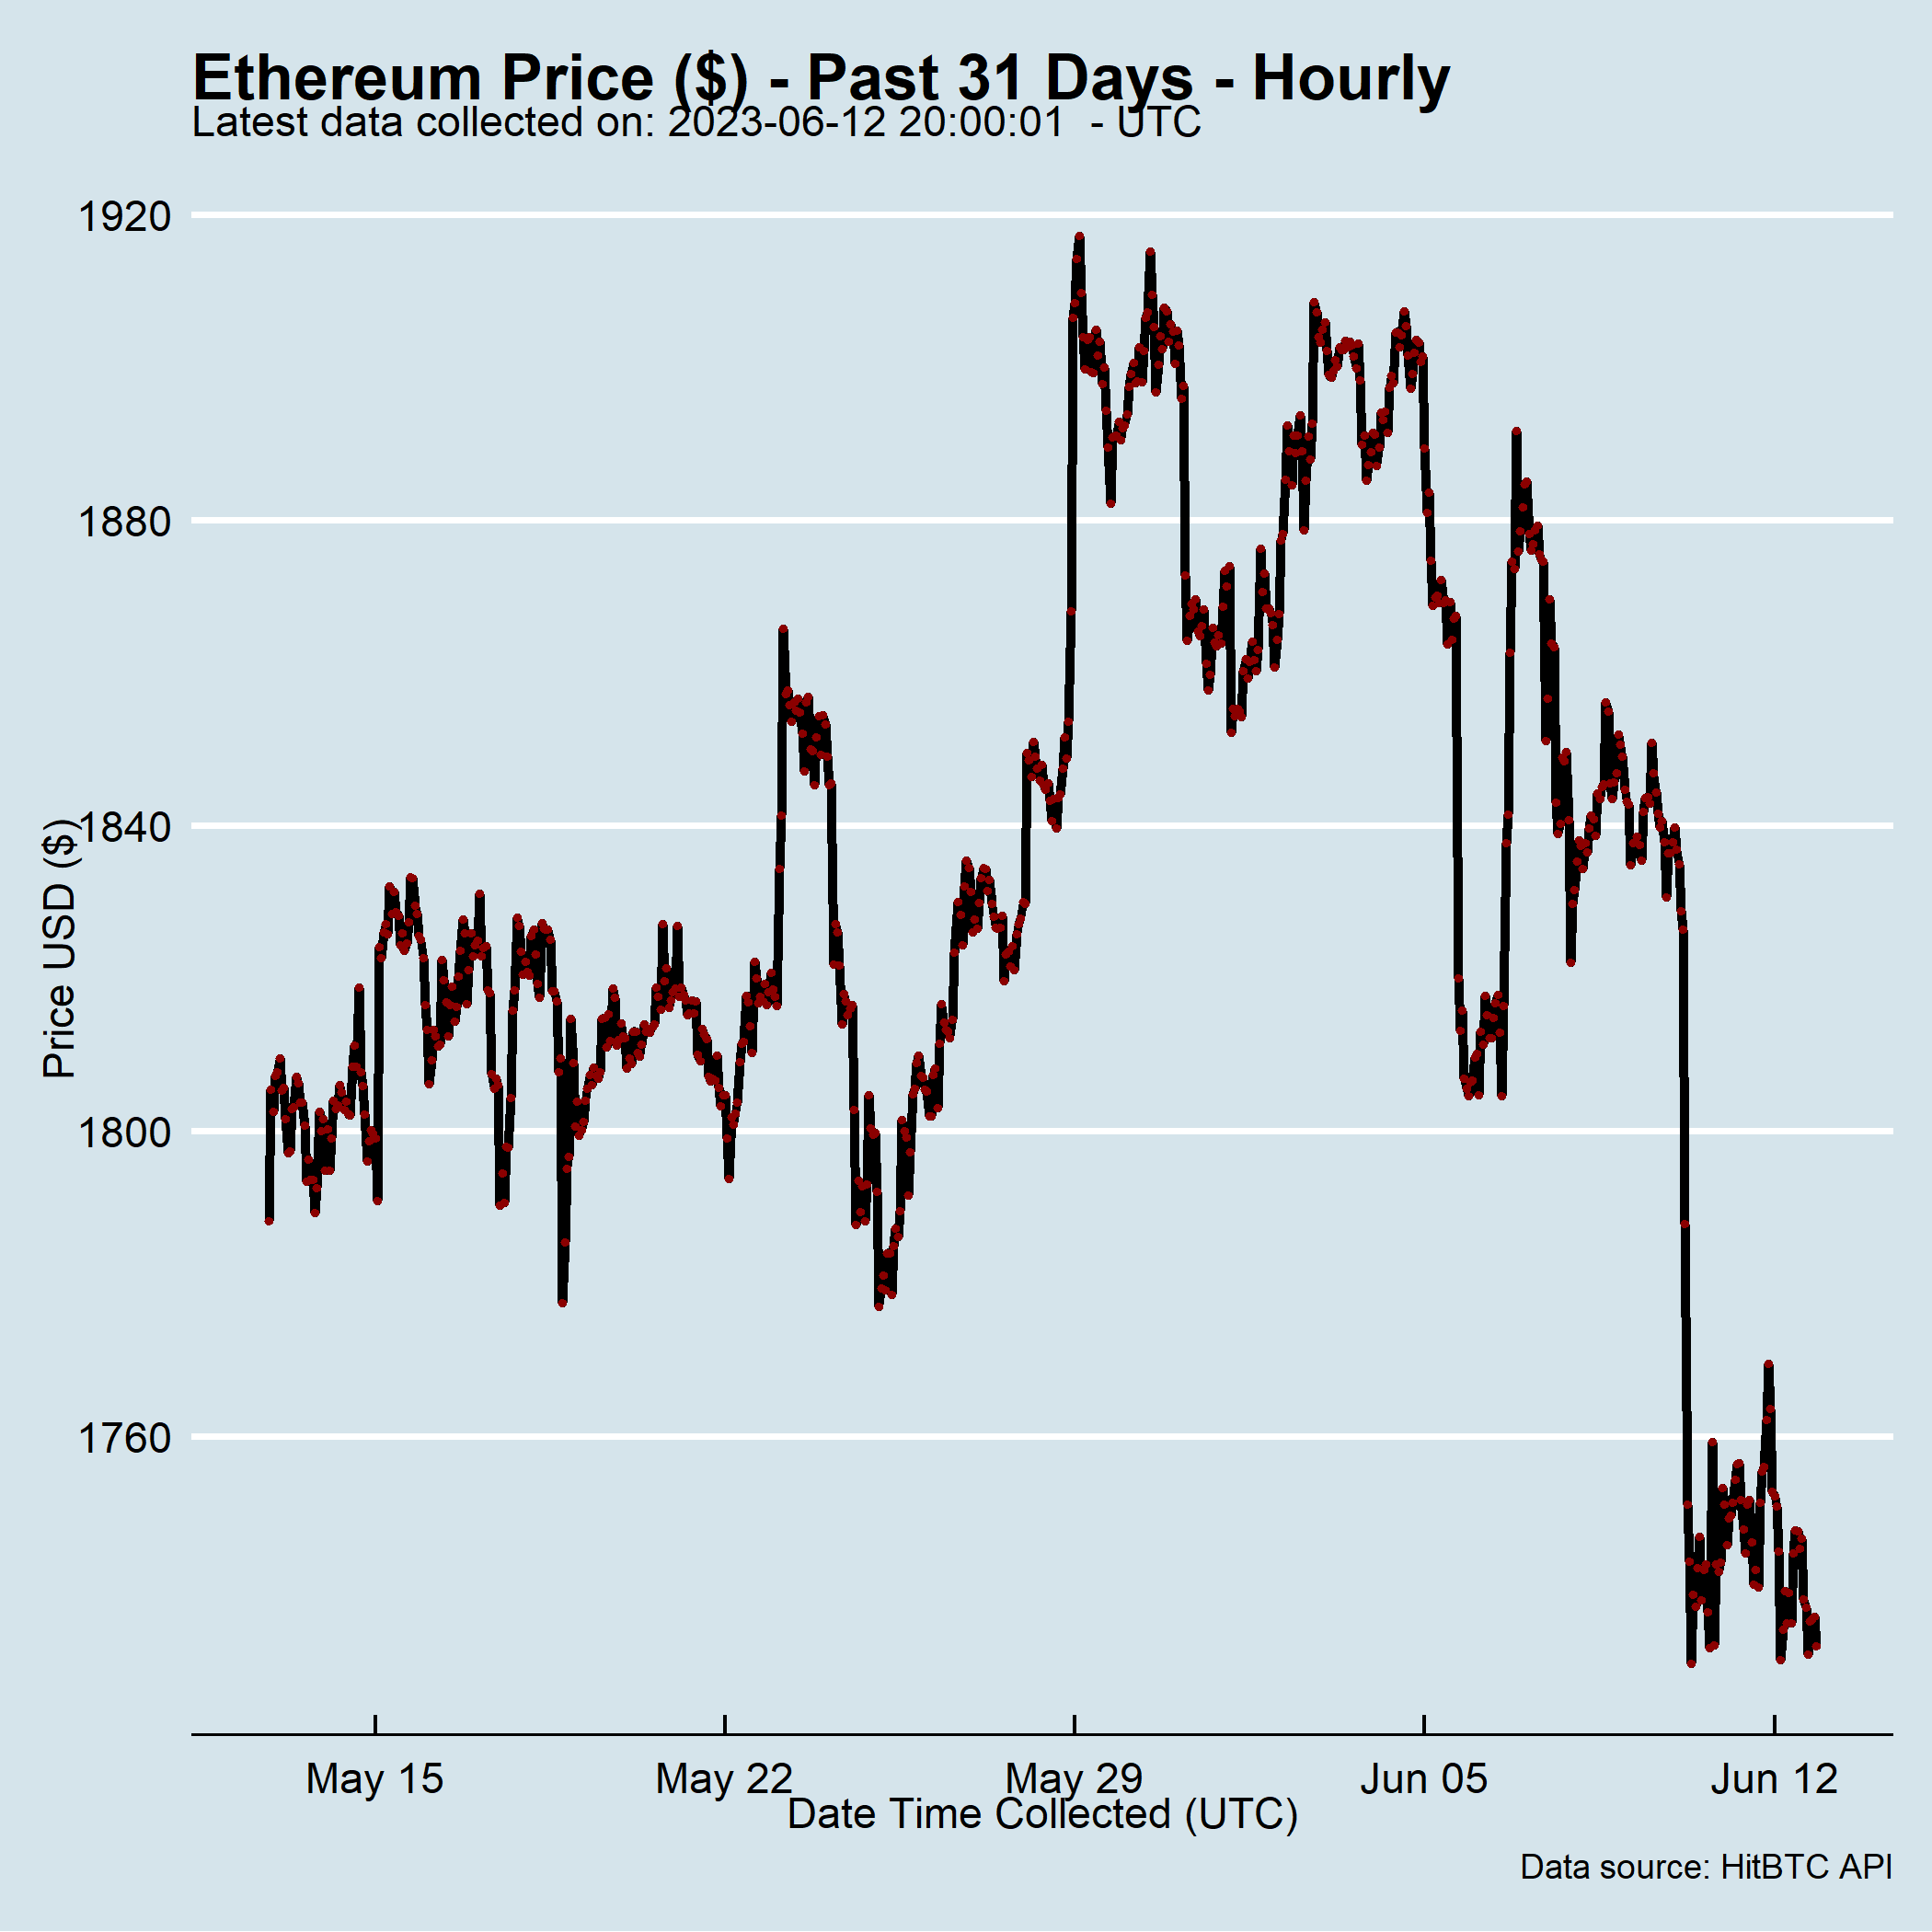 Ethereum Price ($) - Past 31 Days - Hourly
Latest data collected on: 2023-06-12 20:00:01  - UTC
1920
1880
1840
1800
1760
Price USD ($)
May 15
May 22
May 29
Jun 05
Jun 12
Date Time Collected (UTC)
Data source: HitBTC API